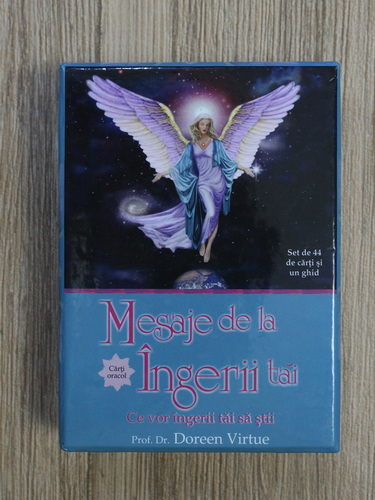 Set de 44
de cărți și
un ghid
Mesaje de la
Îngerii tăi
Cărți
oracol
Ce vor îngerii tăi să știi
Prof. Dr. Doreen Virtue